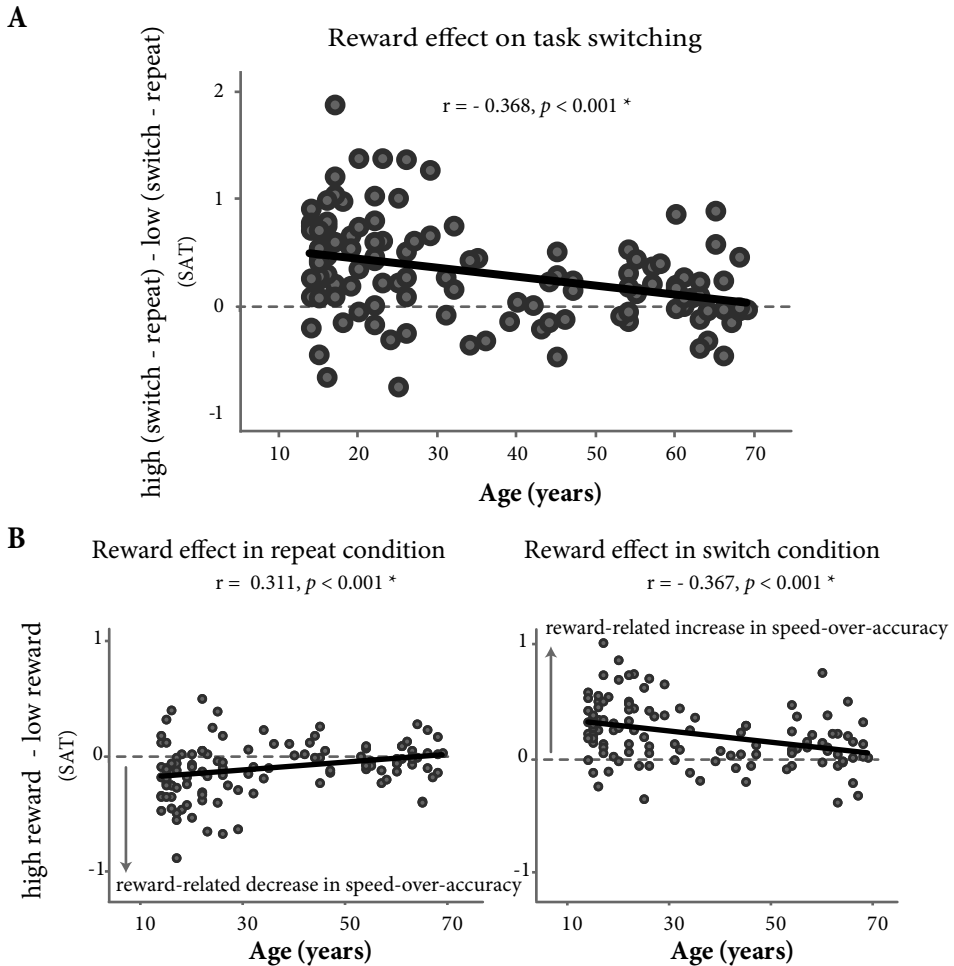 A
Reward effect on task switching
r = - 0.368, p < 0.001 *
high (switch - repeat) - low (switch - repeat)
(SAT)
2
1
0
-1
10 20 30 40 50 60 70
Age (years)
B
Reward effect in repeat condition
r =  0.311, p < 0.001 *
high reward  - low reward
(SAT)
1
0
-1
reward-related decrease in speed-over-accuracy
10 30 50 70
Age (years)
Reward effect in switch condition
r = - 0.367, p < 0.001 *
reward-related increase in speed-over-accuracy
1
0
-1
10 30 50 70
Age (years)